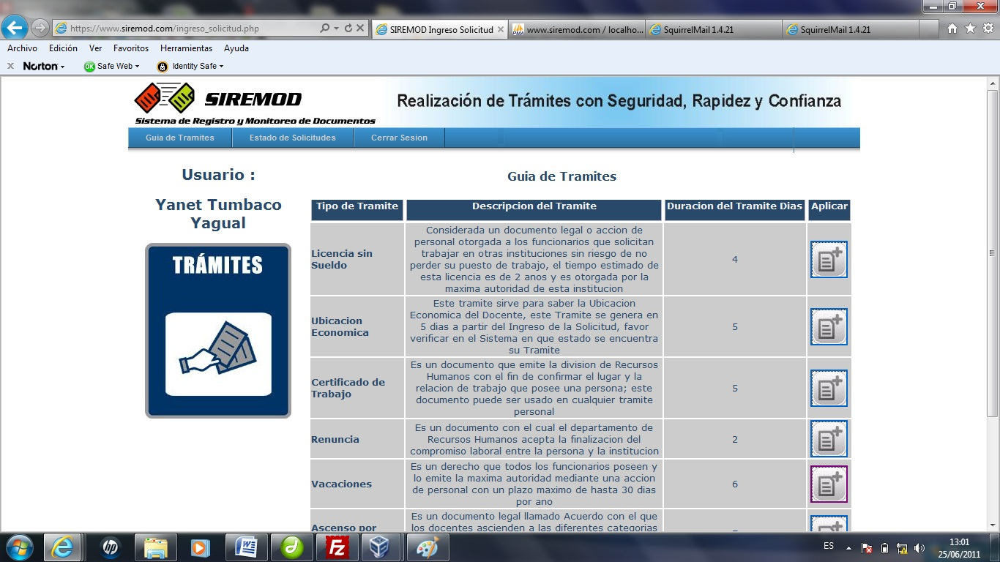 https://www.siremod.com/ingreso_solicitud.php
SIREMOD Ingreso Solicitud
PMA
www.siremod.com / localho...
SquirrelMail 1.4.21
SquirrelMail 1.4.21
Archivo Edición Ver Favoritos Herramientas Ayuda
x Norton OK Safe Web Identity Safe
SIREMOD
Sistema de Registro y Monitoreo de Documentos
Realización de Trámites con Seguridad, Rapidez y Confianza
Guia de Tramites Estado de Solicitudes Cerrar Sesion
Usuario :
Yanet Tumbaco
Yagual
TRÁMITES
Guia de Tramites
Tipo de Tramite Descripcion del Tramite Duracion del Tramite Dias Aplicar
Licencia sin
Sueldo
Considerada un documento legal o accion de
personal otorgada a los funcionarios que solicitan
trabajar en otras instituciones sin riesgo de no
perder su puesto de trabajo, el tiempo estimado de
esta licencia es de 2 anos y es otorgada por la
maxima autoridad de esta institucion
4
Ubicacion
Economica
Este tramite sirve para saber la Ubicacion
Economica del Docente, este Tramite se genera en
5 dias a partir del Ingreso de la Solicitud, favor
verificar en el Sistema en que estado se encuentra
su Tramite
5
Certificado de
Trabajo
Es un documento que emite la division de Recursos
Humanos con el fin de confirmar el lugar y la
relacion de trabajo que posee una persona; este
documento puede ser usado en cualquier tramite
personal
5
Renuncia
Es un documento con el cual el departamento de
Recursos Humanos acepta la finalizacion del
compromiso laboral entre la persona y la institucion
2
Vacaciones
Es un derecho que todos los funcionarios poseen y
lo emite la maxima autoridad mediante una accion
de personal con un plazo maximo de hasta 30 dias
por ano
6
Ascenso por
Es un documento legal llamado Acuerdo con el que
los docentes ascienden a las diferentes categorias
ES
13:01
25/06/2011